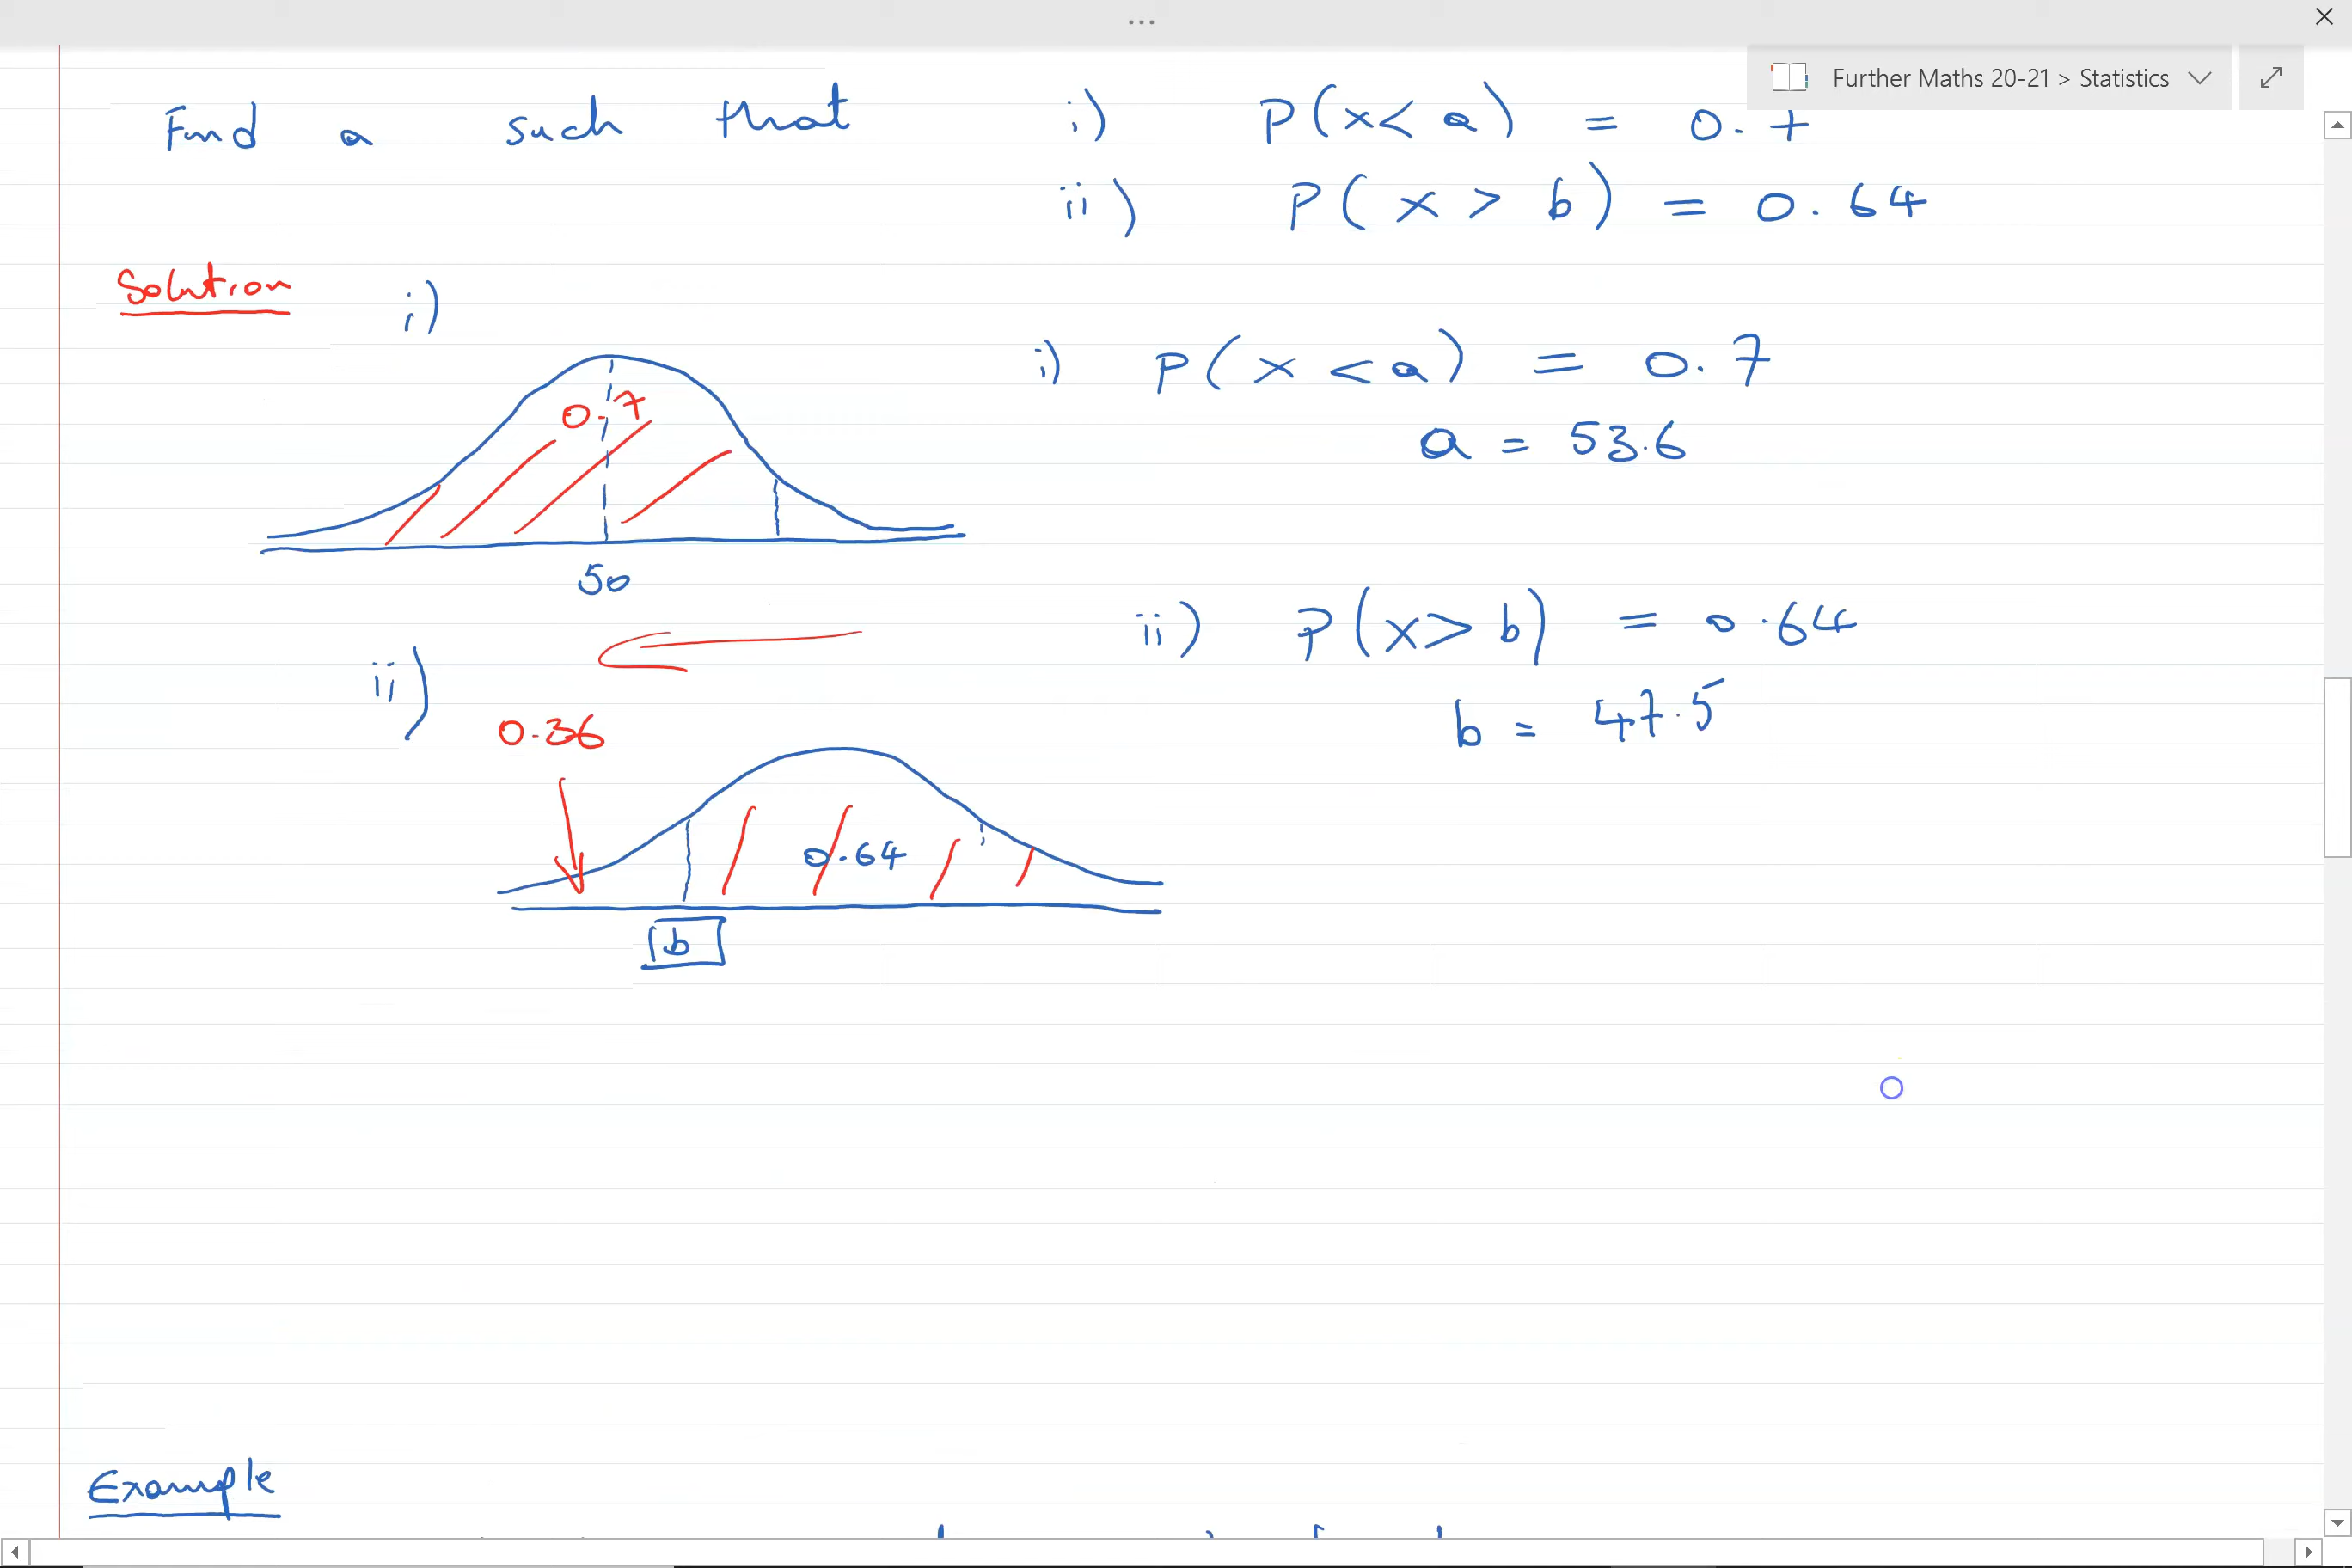 ...
Further Maths 20-21 > Statistics
Find a such that i) P(x< a) = 0.7
ii) P(x > b) = 0.64
Solution i)
i) P(x <a) = 0.7
0.7
a = 53.6
50
ii) P(x> b) = 0.64
ii)
0.36
b = 47.5
0.64
b
Example